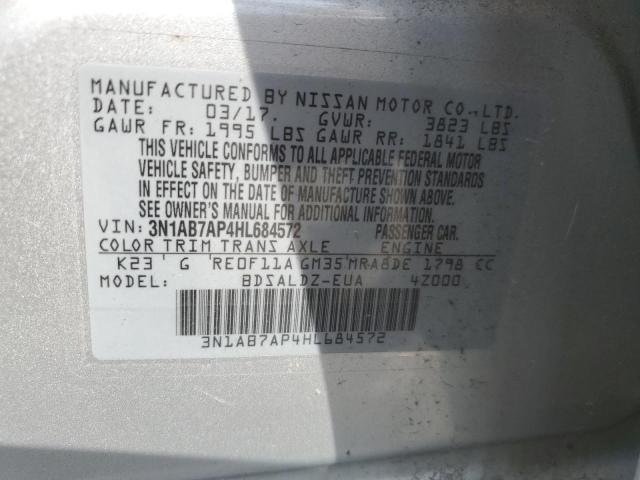 MANUFACTURED BY NISSAN MOTOR CO.,LTD.
DATE: 03/17. GVWR: 3823 LBS
GAWR FR: 1995 LBS GAWR RR: 1841 LBS
THIS VEHICLE CONFORMS TO ALL APPLICABLE FEDERAL MOTOR
VEHICLE SAFETY, BUMPER AND THEFT PREVENTION STANDARDS
IN EFFECT ON THE DATE OF MANUFACTURE SHOWN ABOVE.
SEE OWNER'S MANUAL FOR ADDITIONAL INFORMATION.
VIN: 3N1AB7AP4HL684572 PASSENGER CAR.
COLOR TRIM TRANS AXLE ENGINE
K23 G RE0F11A GM35 MRA8DE 1798 CC
MODEL: BDSALDZ-EUA 4Z000
3N1AB7AP4HL684572